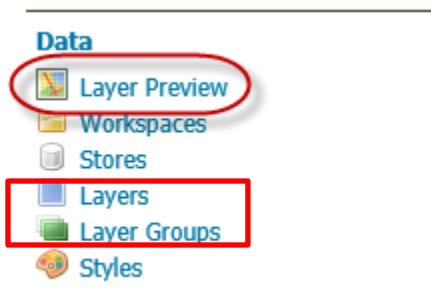 Data
Layer Preview
Workspaces
Stores
Layers
Layer Groups
Styles